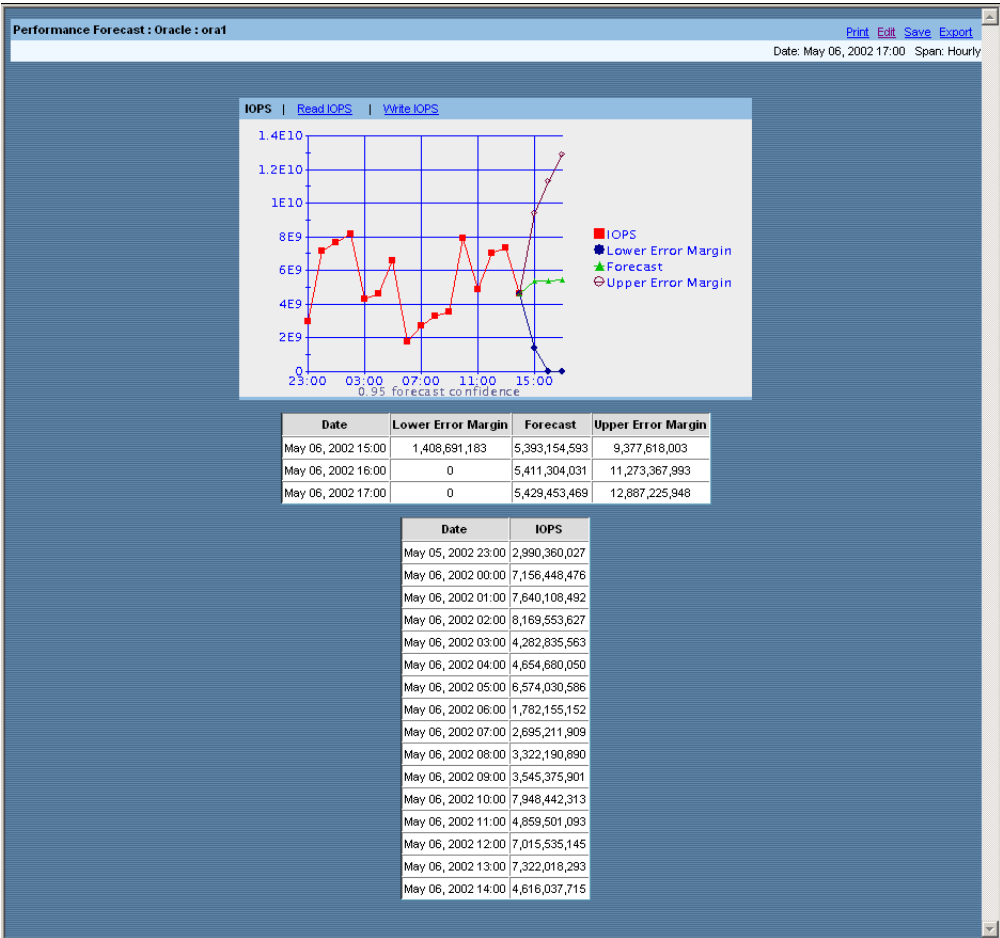 Performance Forecast : Oracle : ora1
Print Edit Save Export
Date: May 06, 2002 17:00 Span: Hourly
IOPS | Read IOPS | Write IOPS
1.4E10
1.2E10
1E10
8E9
6E9
4E9
2E9
0
23:00 03:00 07:00 11:00 15:00
0.95 forecast confidence
IOPS
Lower Error Margin
Forecast
Upper Error Margin
Date Lower Error Margin Forecast Upper Error Margin
May 06, 2002 15:00 1,408,691,183 5,393,154,593 9,377,618,003
May 06, 2002 16:00 0 5,411,304,031 11,273,367,993
May 06, 2002 17:00 0 5,429,453,469 12,887,225,948
Date IOPS
May 05, 2002 23:00 2,990,360,027
May 06, 2002 00:00 7,156,448,476
May 06, 2002 01:00 7,640,108,492
May 06, 2002 02:00 8,169,553,627
May 06, 2002 03:00 4,282,835,563
May 06, 2002 04:00 4,654,680,050
May 06, 2002 05:00 6,574,030,586
May 06, 2002 06:00 1,782,155,152
May 06, 2002 07:00 2,695,211,909
May 06, 2002 08:00 3,322,190,890
May 06, 2002 09:00 3,545,375,901
May 06, 2002 10:00 7,948,442,313
May 06, 2002 11:00 4,859,501,093
May 06, 2002 12:00 7,015,535,145
May 06, 2002 13:00 7,322,018,293
May 06, 2002 14:00 4,616,037,715